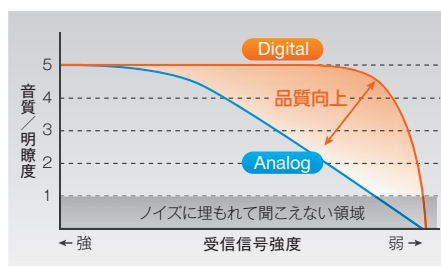 Digital
5
品質向上
4
3
Analog
2
1
音質／明瞭度
ノイズに埋もれて聞こえない領域
←強
受信信号強度
弱→